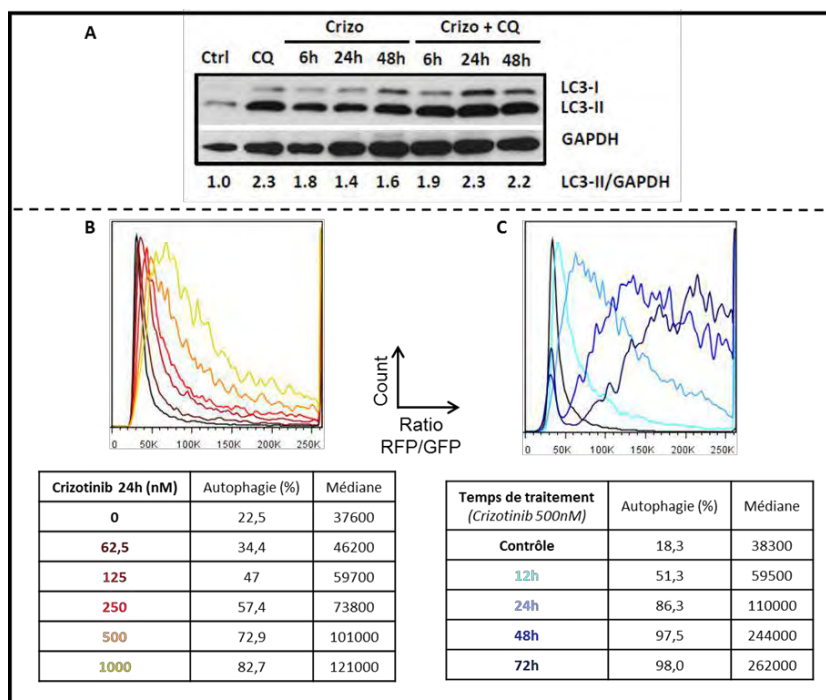 A
Crizo
Crizo + CQ
Ctrl CQ 6h 24h 48h 6h 24h 48h
LC3-I
LC3-II
GAPDH
1.0 2.3 1.8 1.4 1.6 1.9 2.3 2.2 LC3-II/GAPDH
B
0 50K 100K 150K 200K 250K
Count
Ratio
RFP/GFP
C
0 50K 100K 150K 200K 250K
Crizotinib 24h (nM) Autophagie (%) Médiane
0 22,5 37600
62,5 34,4 46200
125 47 59700
250 57,4 73800
500 72,9 101000
1000 82,7 121000
Temps de traitement
(Crizotinib 500nM) Autophagie (%) Médiane
Contrôle 18,3 38300
12h 51,3 59500
24h 86,3 110000
48h 97,5 244000
72h 98,0 262000